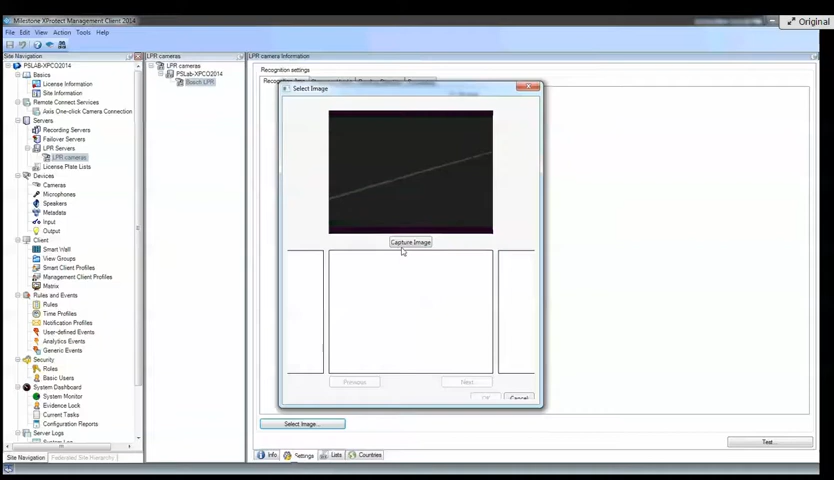 Milestone XProtect Management Client 2014
Original
File Edit View Action Tools Help
Site Navigation
PSLAB-XPCO2014
Basics
License Information
Site Information
Remote Connect Services
Axis One-click Camera Connection
Servers
Recording Servers
Failover Servers
LPR Servers
LPR cameras
License Plate Lists
Devices
Cameras
Microphones
Speakers
Metadata
Input
Output
Client
Smart Wall
View Groups
Smart Client Profiles
Management Client Profiles
Matrix
Rules and Events
Rules
Time Profiles
Notification Profiles
User-defined Events
Analytics Events
Generic Events
Security
Roles
Basic Users
System Dashboard
System Monitor
Evidence Lock
Current Tasks
Configuration Reports
Server Logs
Site Navigation Federated Site Hierarchy
LPR cameras
LPR cameras
PSLab-XPCO2014
Bosch LPR
LPR camera Information
Recognition settings
Select Image
Capture Image
Previous Next
OK Cancel
Select Image...
Test...
Info Settings Lists Countries